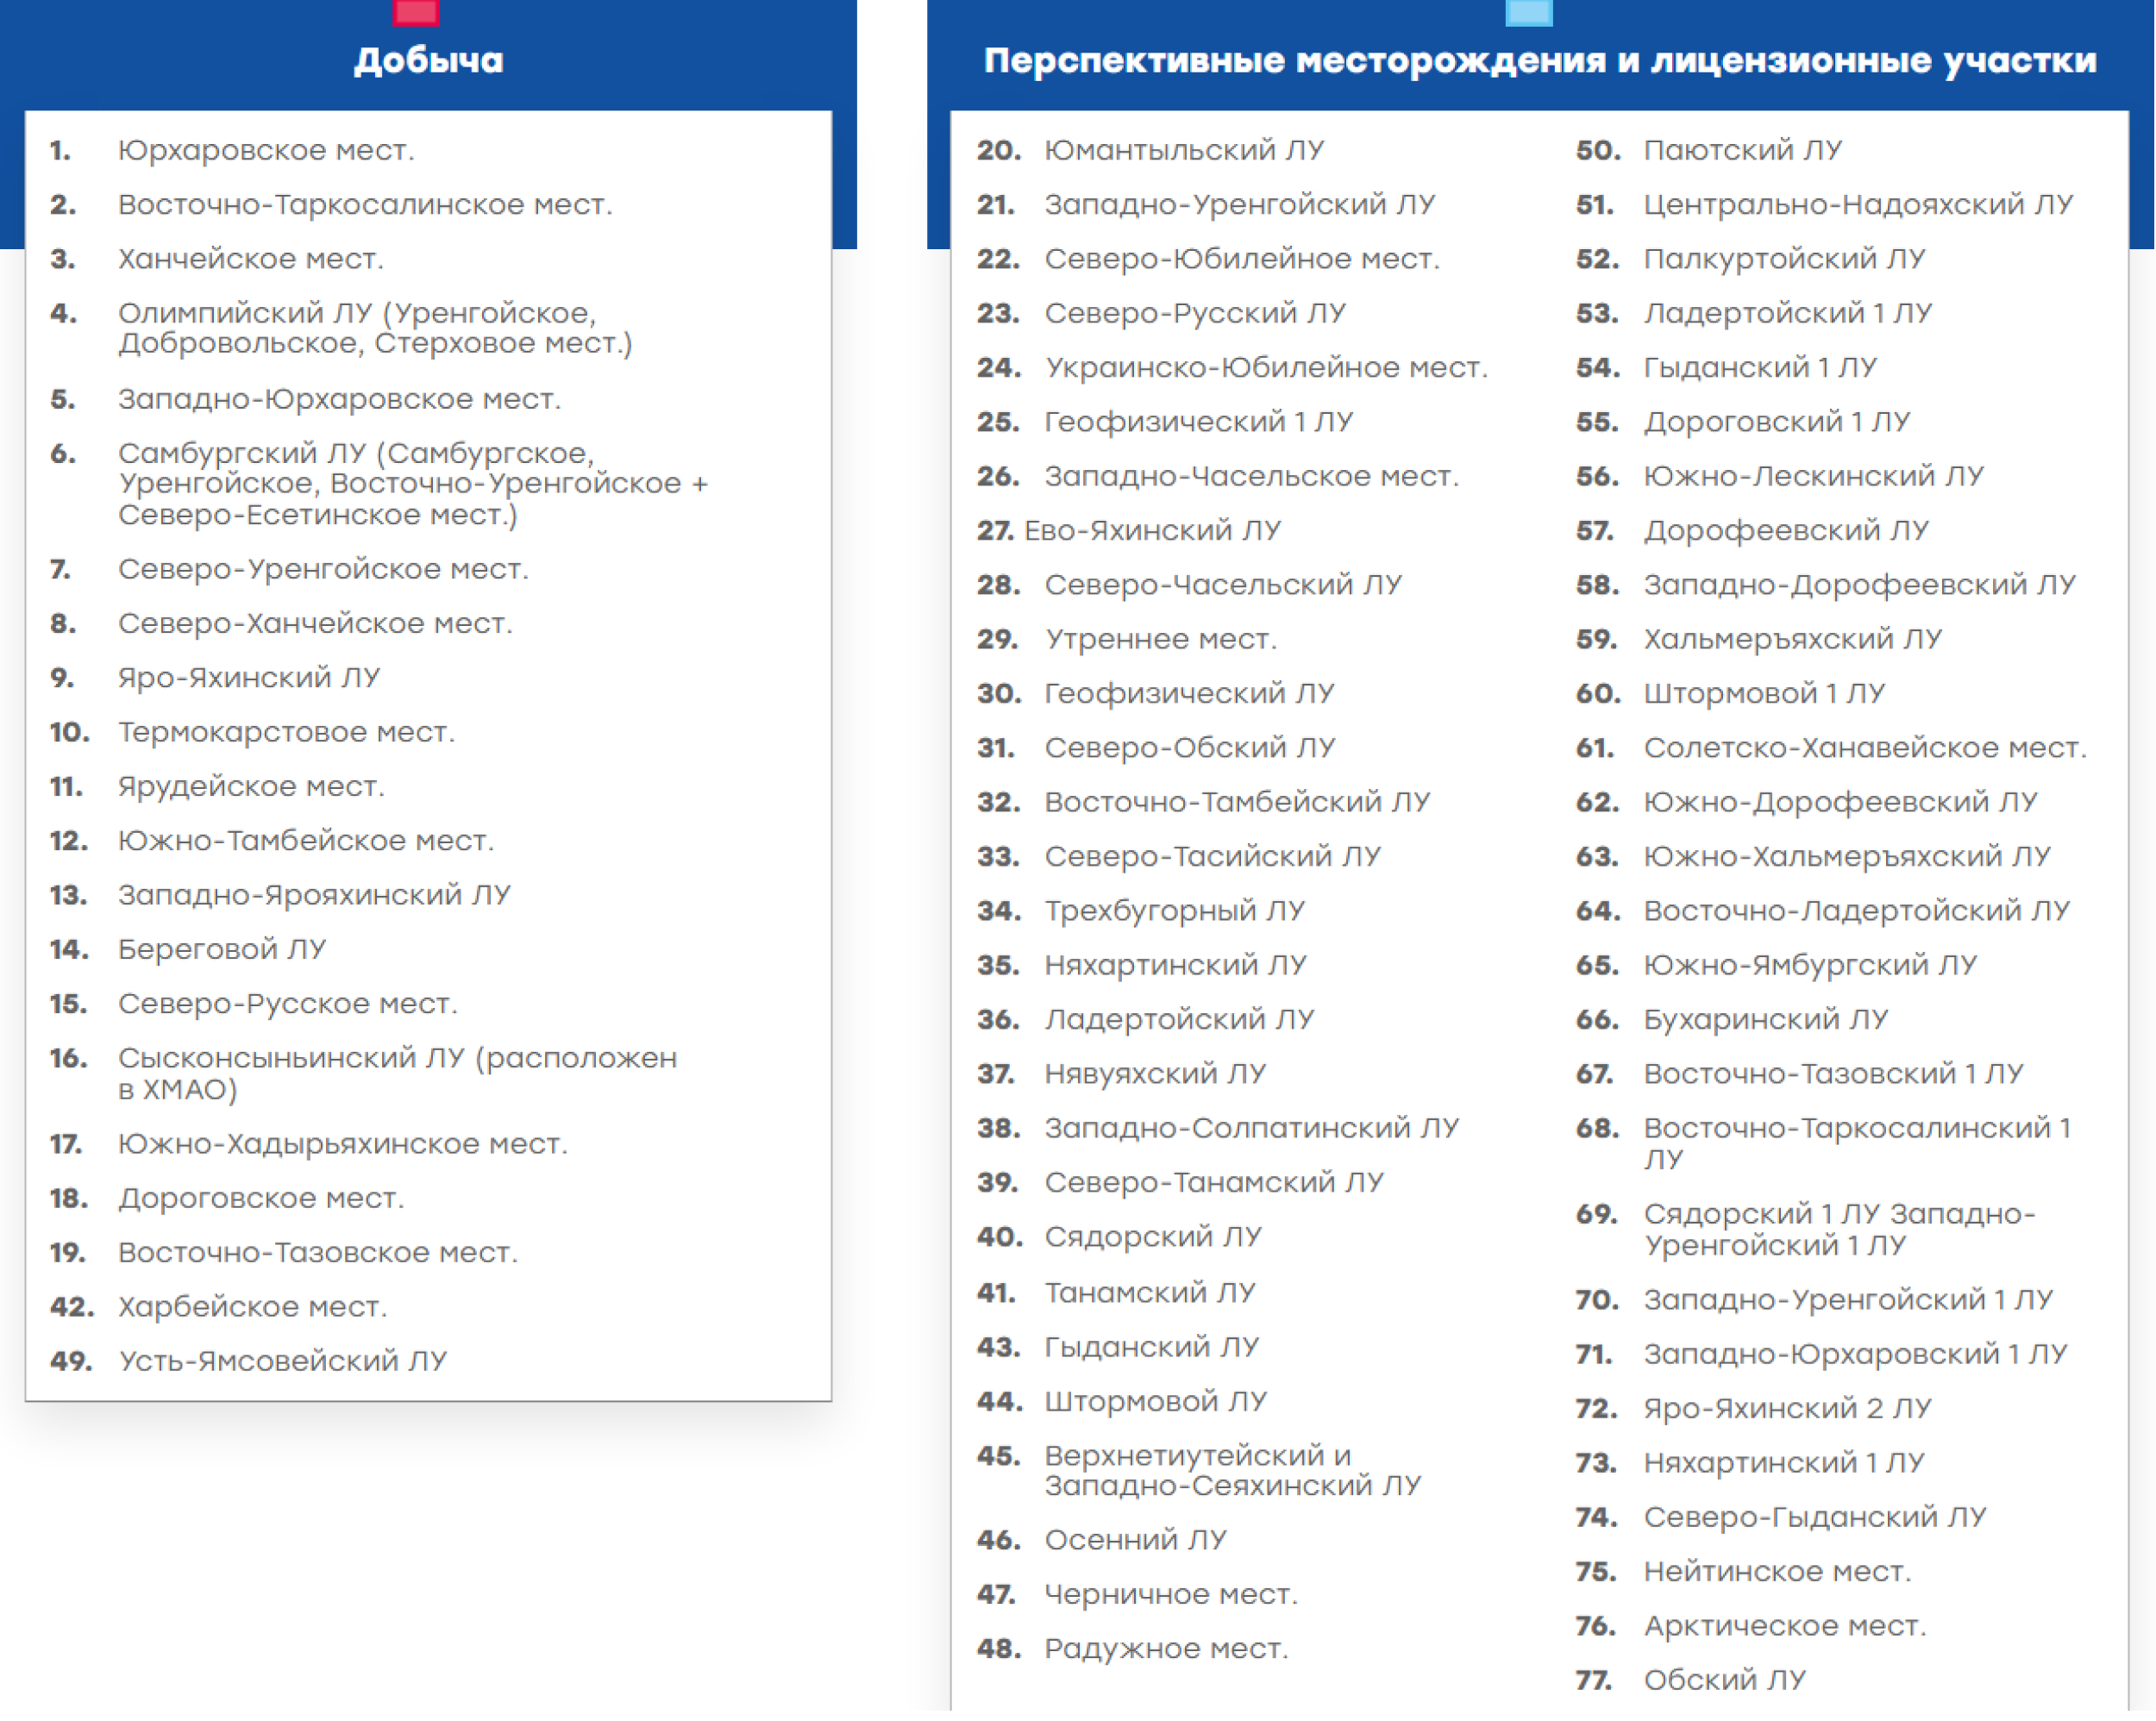 Добыча
1. Юрхаровское мест.
2. Восточно-Таркосалинское мест.
3. Ханчейское мест.
4. Олимпийский ЛУ (Уренгойское,
Добровольское, Стерховое мест.)
5. Западно-Юрхаровское мест.
6. Самбургский ЛУ (Самбургское,
Уренгойское, Восточно-Уренгойское +
Северо-Есетинское мест.)
7. Северо-Уренгойское мест.
8. Северо-Ханчейское мест.
9. Яро-Яхинский ЛУ
10. Термокарстовое мест.
11. Ярудейское мест.
12. Южно-Тамбейское мест.
13. Западно-Ярояхинский ЛУ
14. Береговой ЛУ
15. Северо-Русское мест.
16. Сысконсыньинский ЛУ (расположен
в ХМАО)
17. Южно-Хадырьяхинское мест.
18. Дороговское мест.
19. Восточно-Тазовское мест.
42. Харбейское мест.
49. Усть-Ямсовейский ЛУ
Перспективные месторождения и лицензионные участки
20. Юмантыльский ЛУ
21. Западно-Уренгойский ЛУ
22. Северо-Юбилейное мест.
23. Северо-Русский ЛУ
24. Украинско-Юбилейное мест.
25. Геофизический 1 ЛУ
26. Западно-Часельское мест.
27. Ево-Яхинский ЛУ
28. Северо-Часельский ЛУ
29. Утреннее мест.
30. Геофизический ЛУ
31. Северо-Обский ЛУ
32. Восточно-Тамбейский ЛУ
33. Северо-Тасийский ЛУ
34. Трехбугорный ЛУ
35. Няхартинский ЛУ
36. Ладертойский ЛУ
37. Нявуяхский ЛУ
38. Западно-Солпатинский ЛУ
39. Северо-Танамский ЛУ
40. Сядорский ЛУ
41. Танамский ЛУ
43. Гыданский ЛУ
44. Штормовой ЛУ
45. Верхнетиутейский и
Западно-Сеяхинский ЛУ
46. Осенний ЛУ
47. Черничное мест.
48. Радужное мест.
50. Паютский ЛУ
51. Центрально-Надояхский ЛУ
52. Палкуртойский ЛУ
53. Ладертойский 1 ЛУ
54. Гыданский 1 ЛУ
55. Дороговский 1 ЛУ
56. Южно-Лескинский ЛУ
57. Дорофеевский ЛУ
58. Западно-Дорофеевский ЛУ
59. Хальмеръяхский ЛУ
60. Штормовой 1 ЛУ
61. Солетско-Ханавейское мест.
62. Южно-Дорофеевский ЛУ
63. Южно-Хальмеръяхский ЛУ
64. Восточно-Ладертойский ЛУ
65. Южно-Ямбургский ЛУ
66. Бухаринский ЛУ
67. Восточно-Тазовский 1 ЛУ
68. Восточно-Таркосалинский 1
ЛУ
69. Сядорский 1 ЛУ Западно-
Уренгойский 1 ЛУ
70. Западно-Уренгойский 1 ЛУ
71. Западно-Юрхаровский 1 ЛУ
72. Яро-Яхинский 2 ЛУ
73. Няхартинский 1 ЛУ
74. Северо-Гыданский ЛУ
75. Нейтинское мест.
76. Арктическое мест.
77. Обский ЛУ